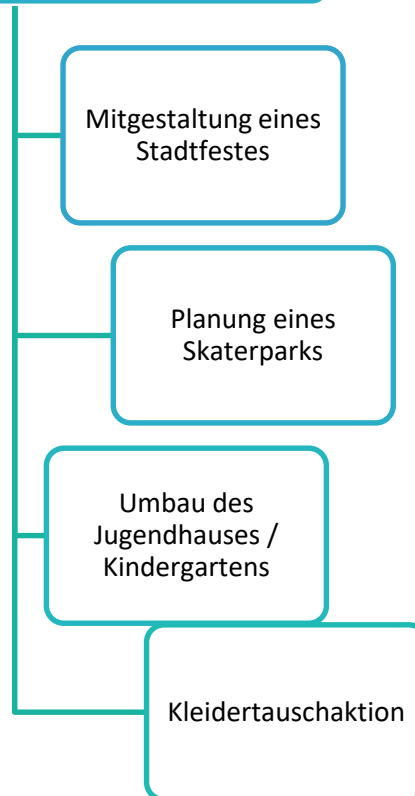 Mitgestaltung eines
Stadtfestes
Planung eines
Skaterparks
Umbau des
Jugendhauses /
Kindergartens
Kleidertauschaktion